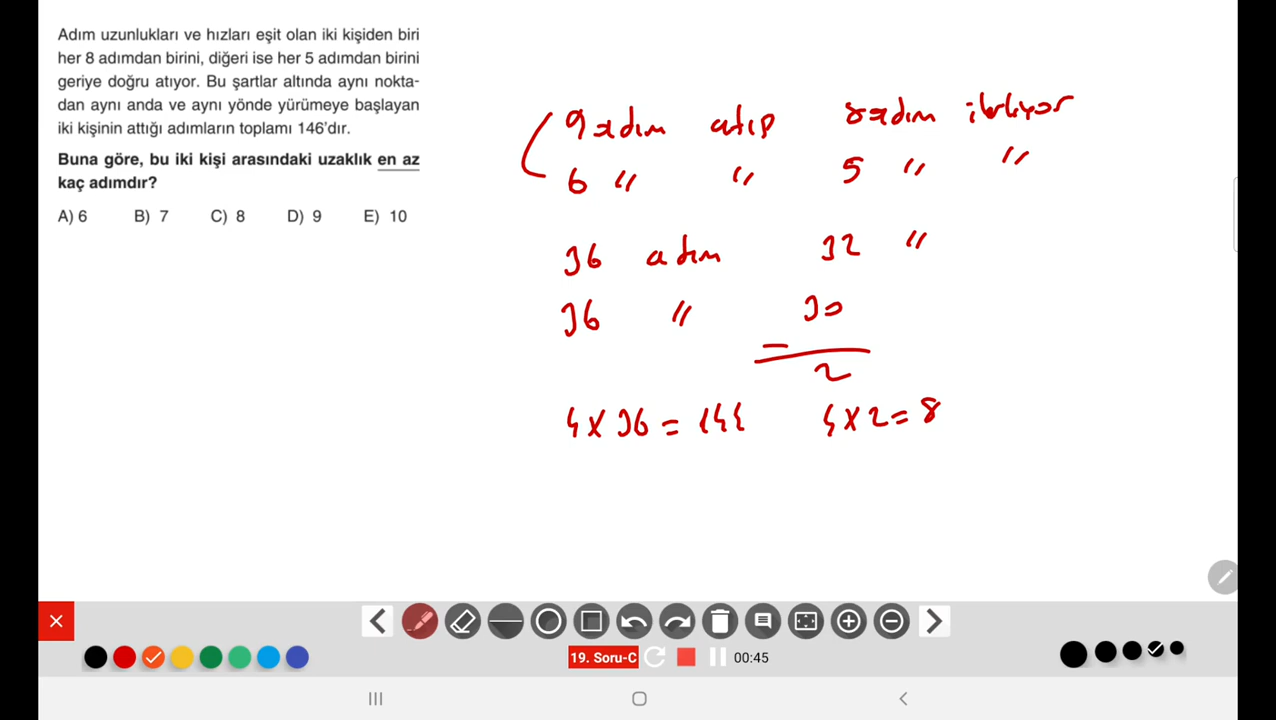 Adım uzunlukları ve hızları eşit olan iki kişiden biri
her 8 adımdan birini, diğeri ise her 5 adımdan birini
geriye doğru atıyor. Bu şartlar altında aynı nokta-
dan aynı anda ve aynı yönde yürümeye başlayan
iki kişinin attığı adımların toplamı 146'dır.
Buna göre, bu iki kişi arasındaki uzaklık en az
kaç adımdır?
A) 6 B) 7 C) 8 D) 9 E) 10
9 adım atıp 8 adım ilerliyor
6 " " 5 " "
36 adım 32 "
36 " 30
- 2
4 x 36 = 144 4 x 2 = 8
19. Soru-C 00:45